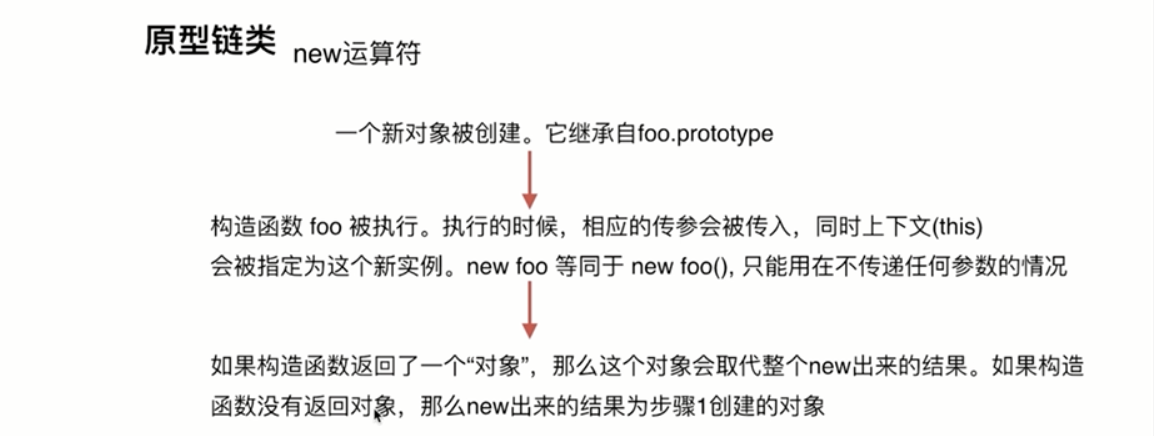 原型链类 new运算符
一个新对象被创建。它继承自foo.prototype
构造函数 foo 被执行。执行的时候，相应的传参会被传入，同时上下文(this)
会被指定为这个新实例。new foo 等同于 new foo(), 只能用在不传递任何参数的情况
如果构造函数返回了一个“对象”，那么这个对象会取代整个new出来的结果。如果构造
函数没有返回对象，那么new出来的结果为步骤1创建的对象